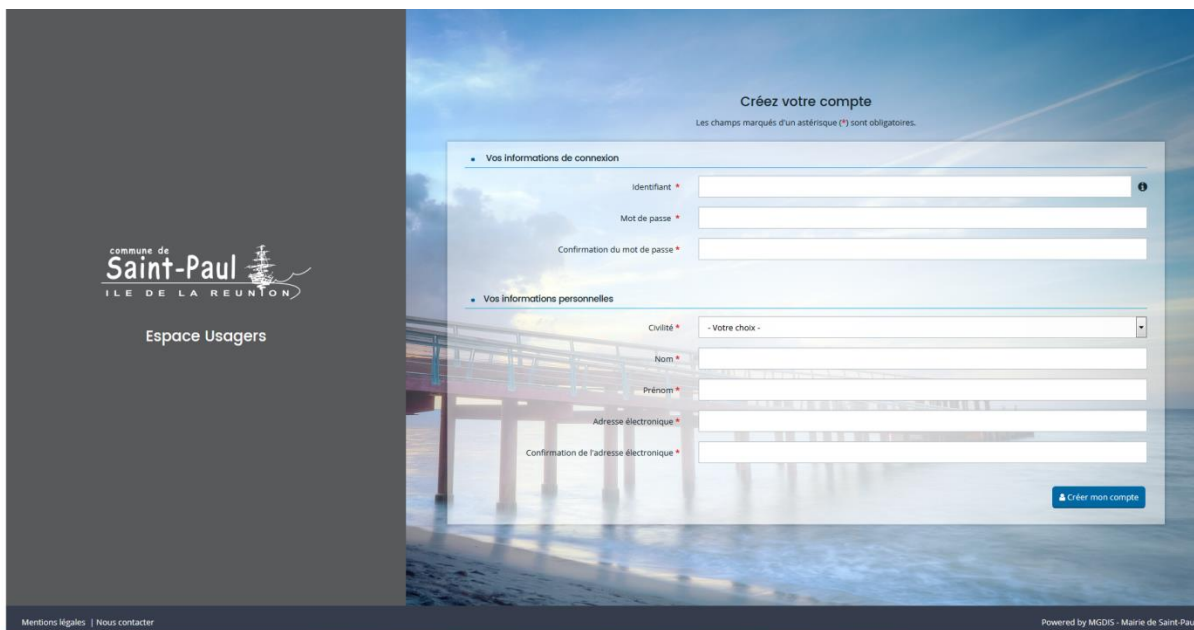 commune de
Saint-Paul
ILE DE LA REUNION
Espace Usagers
Créez votre compte
Les champs marqués d'un astérisque (*) sont obligatoires.
Vos informations de connexion
Identifiant *
Mot de passe *
Confirmation du mot de passe *
Vos informations personnelles
Civilité *
- Votre choix -
Nom *
Prénom *
Adresse électronique *
Confirmation de l'adresse électronique *
Créer mon compte
Mentions légales | Nous contacter
Powered by MGDIS - Mairie de Saint-Pau